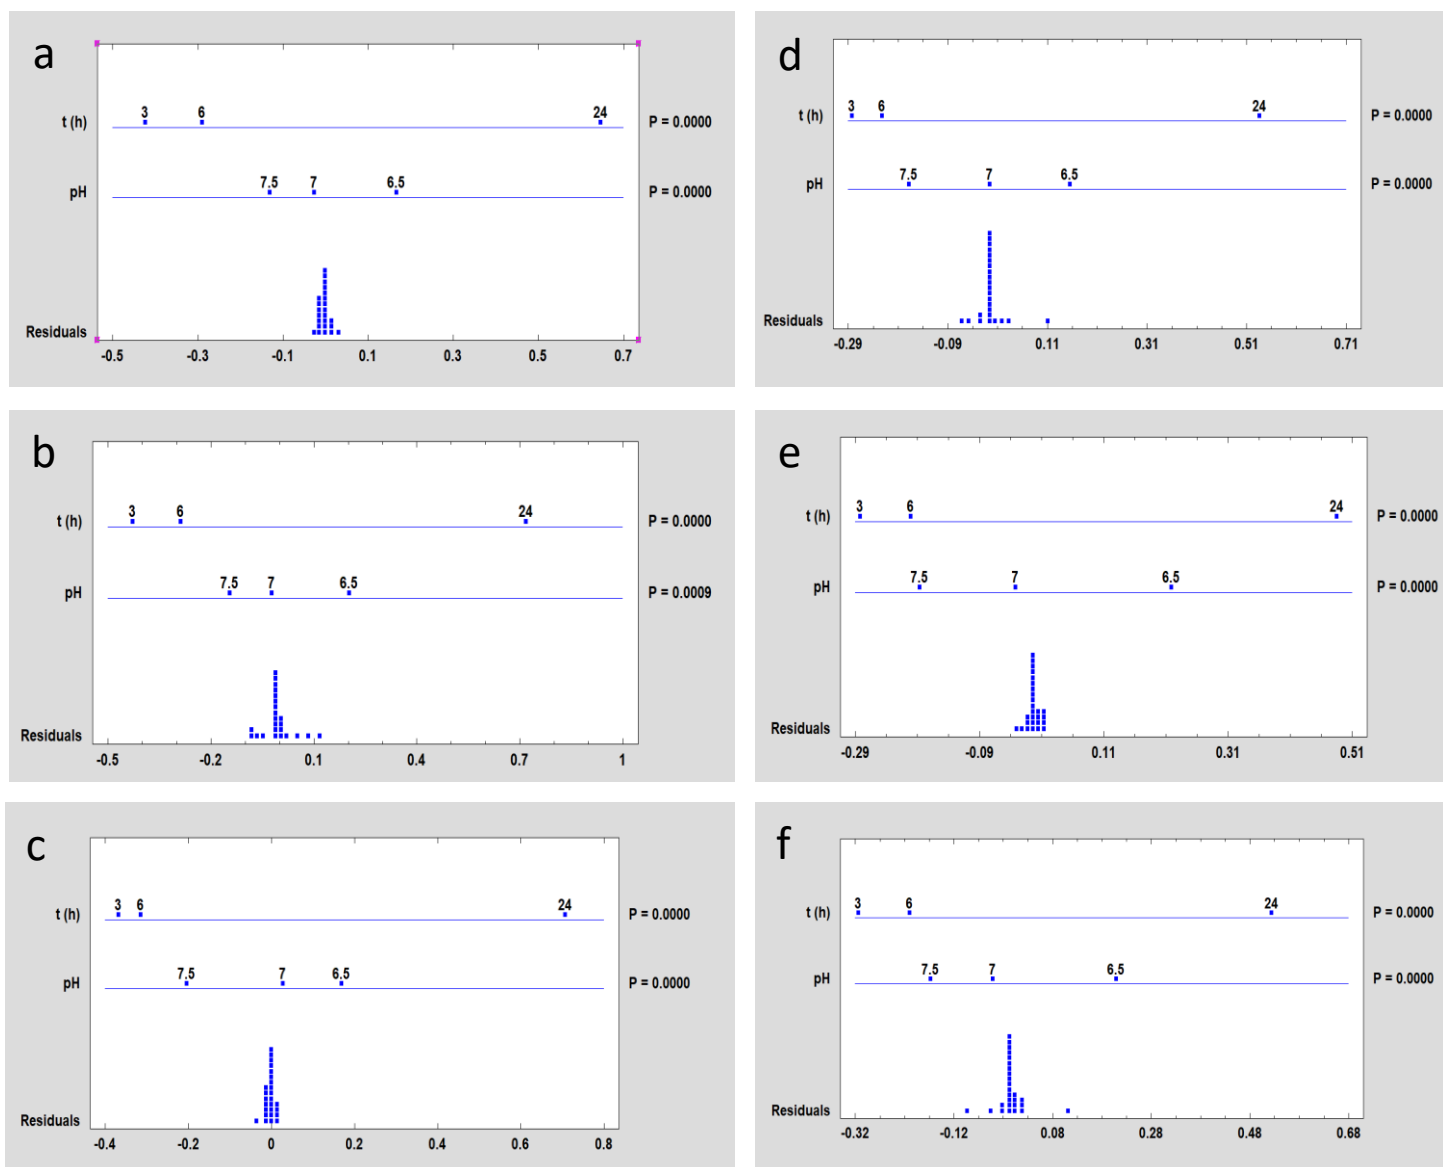 a
3 6 24
t (h) P = 0.0000
7.5 7 6.5
pH P = 0.0000
Residuals
-0.5 -0.3 -0.1 0.1 0.3 0.5 0.7
d
3 6 24
t (h) P = 0.0000
7.5 7 6.5
pH P = 0.0000
Residuals
-0.29 -0.09 0.11 0.31 0.51 0.71
b
3 6 24
t (h) P = 0.0000
7.5 7 6.5
pH P = 0.0009
Residuals
-0.5 -0.2 0.1 0.4 0.7 1
e
3 6 24
t (h) P = 0.0000
7.5 7 6.5
pH P = 0.0000
Residuals
-0.29 -0.09 0.11 0.31 0.51
c
3 6 24
t (h) P = 0.0000
7.5 7 6.5
pH P = 0.0000
Residuals
-0.4 -0.2 0 0.2 0.4 0.6 0.8
f
3 6 24
t (h) P = 0.0000
7.5 7 6.5
pH P = 0.0000
Residuals
-0.32 -0.12 0.08 0.28 0.48 0.68